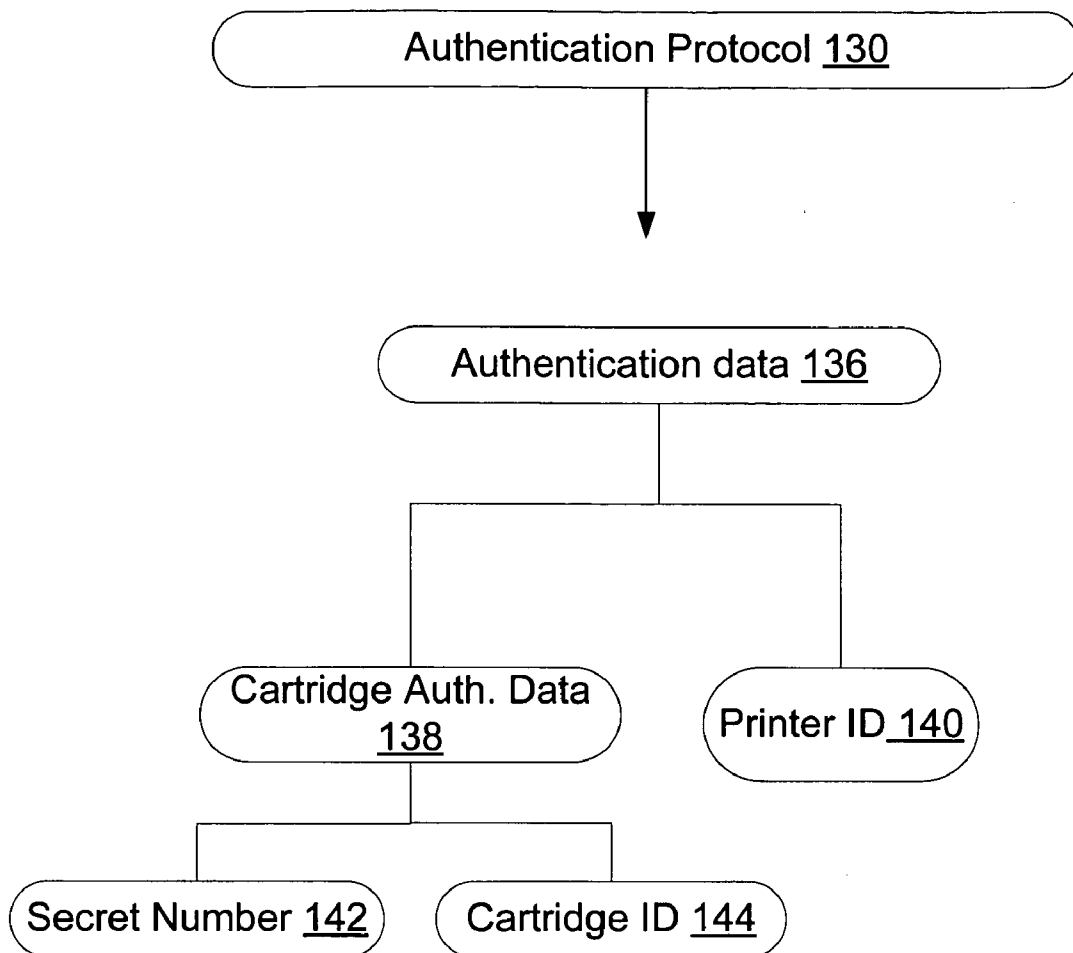 Authentication Protocol 130
Authentication data 136
Cartridge Auth. Data
138
Printer ID 140
Secret Number 142
Cartridge ID 144